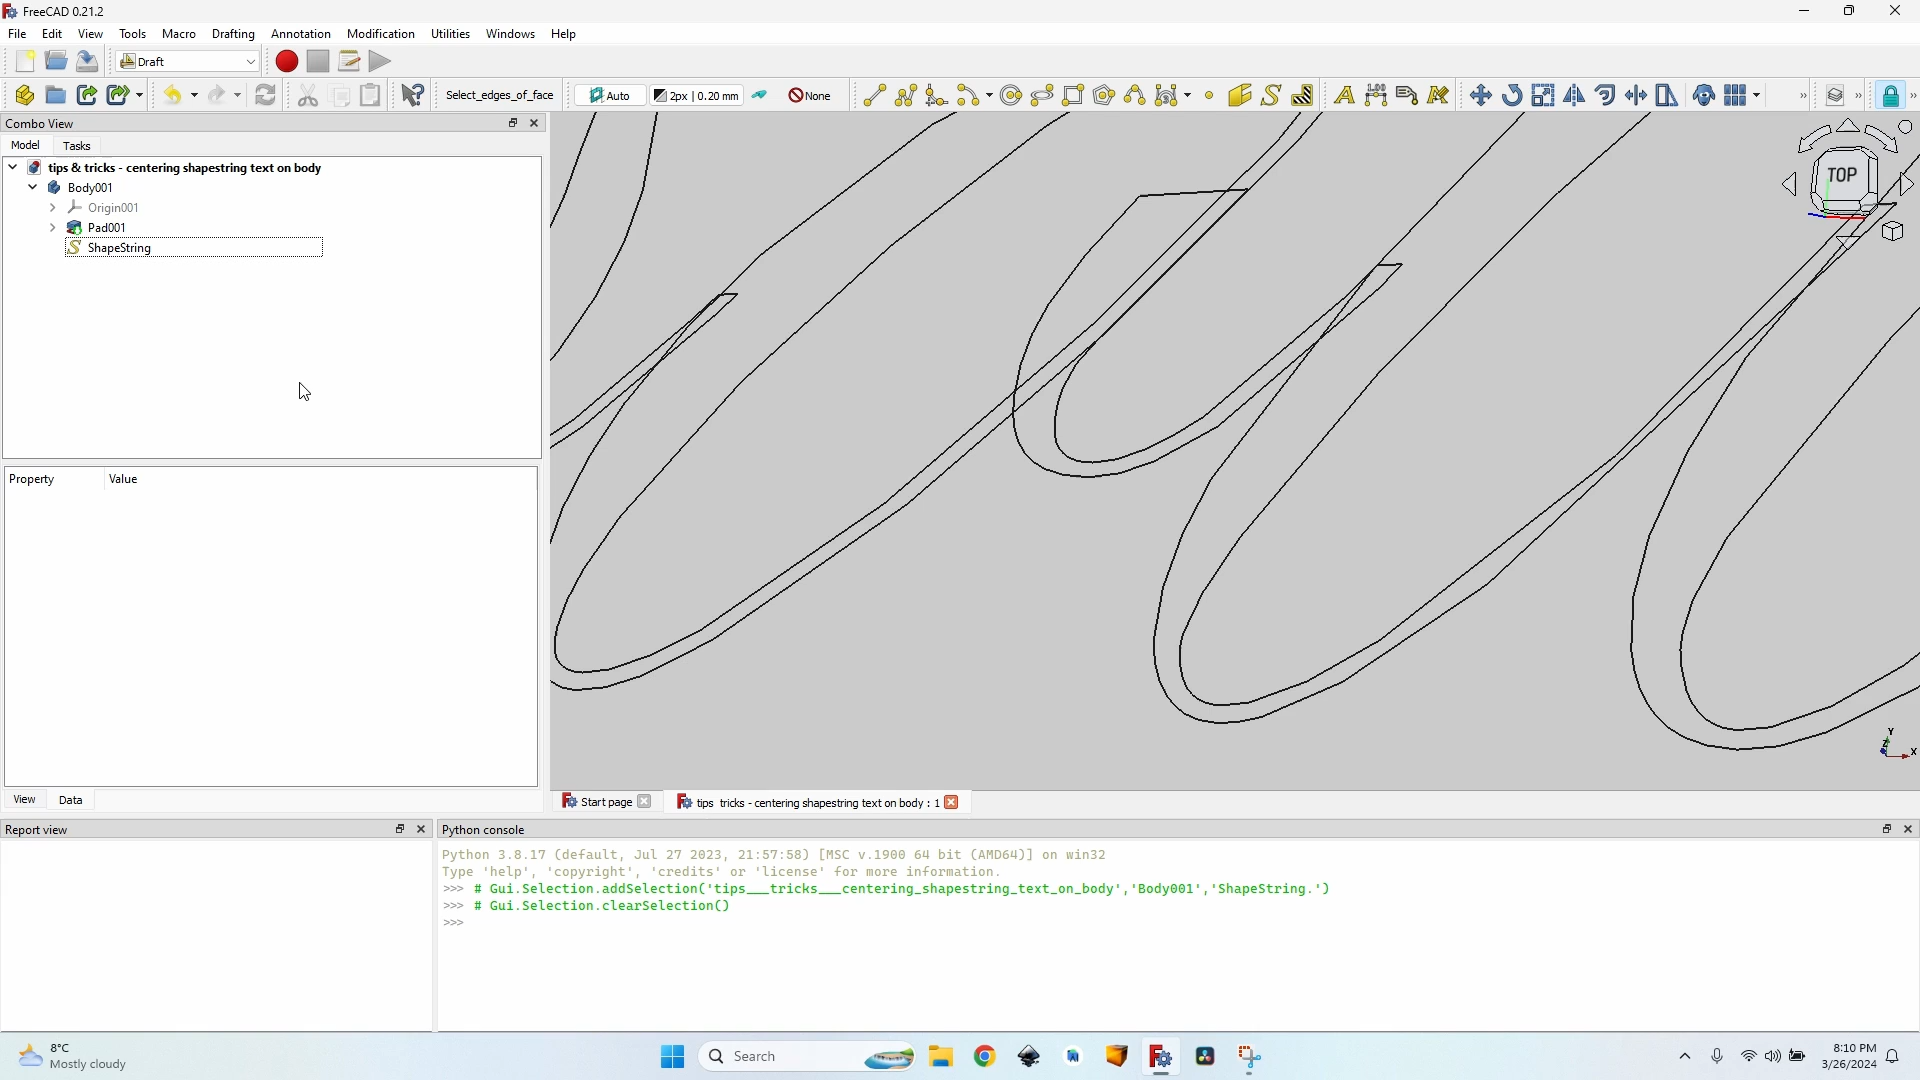 FreeCAD 0.21.2
File Edit View Tools Macro Drafting Annotation Modification Utilities Windows Help
Draft
Select_edges_of_face Auto 2px | 0.20 mm None
Combo View
Model Tasks
tips & tricks - centering shapestring text on body
Body001
Origin001
Pad001
ShapeString
TOP
Property Value
Y
Z
X
View Data
Start page tips tricks - centering shapestring text on body : 1
Report view
Python console
Python 3.8.17 (default, Jul 27 2023, 21:57:58) [MSC v.1900 64 bit (AMD64)] on win32
Type 'help', 'copyright', 'credits' or 'license' for more information.
>>> # Gui.Selection.addSelection('tips___tricks___centering_shapestring_text_on_body','Body001','ShapeString.')
>>> # Gui.Selection.clearSelection()
>>>
8°C
Mostly cloudy
Search
8:10 PM
3/26/2024